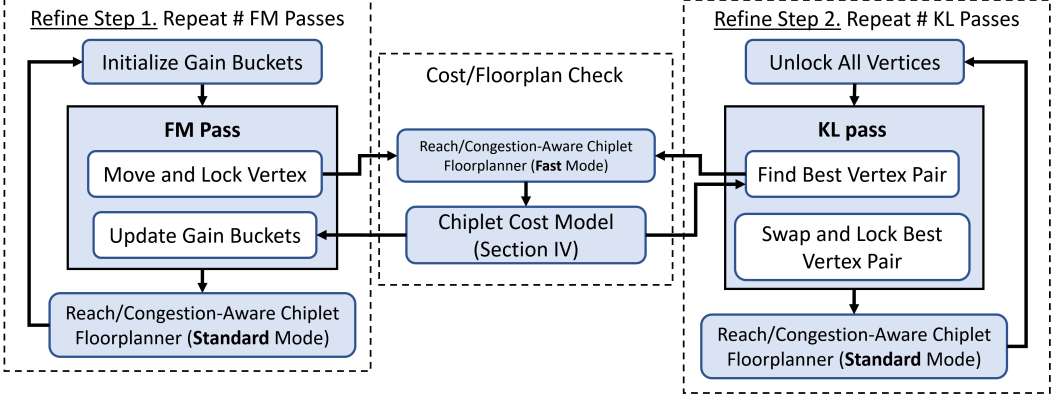 Refine Step 1. Repeat # FM Passes
Initialize Gain Buckets
FM Pass
Move and Lock Vertex
Update Gain Buckets
Reach/Congestion-Aware Chiplet
Floorplanner (Standard Mode)
Cost/Floorplan Check
Reach/Congestion-Aware Chiplet
Floorplanner (Fast Mode)
Chiplet Cost Model
(Section IV)
Refine Step 2. Repeat # KL Passes
Unlock All Vertices
KL pass
Find Best Vertex Pair
Swap and Lock Best
Vertex Pair
Reach/Congestion-Aware Chiplet
Floorplanner (Standard Mode)